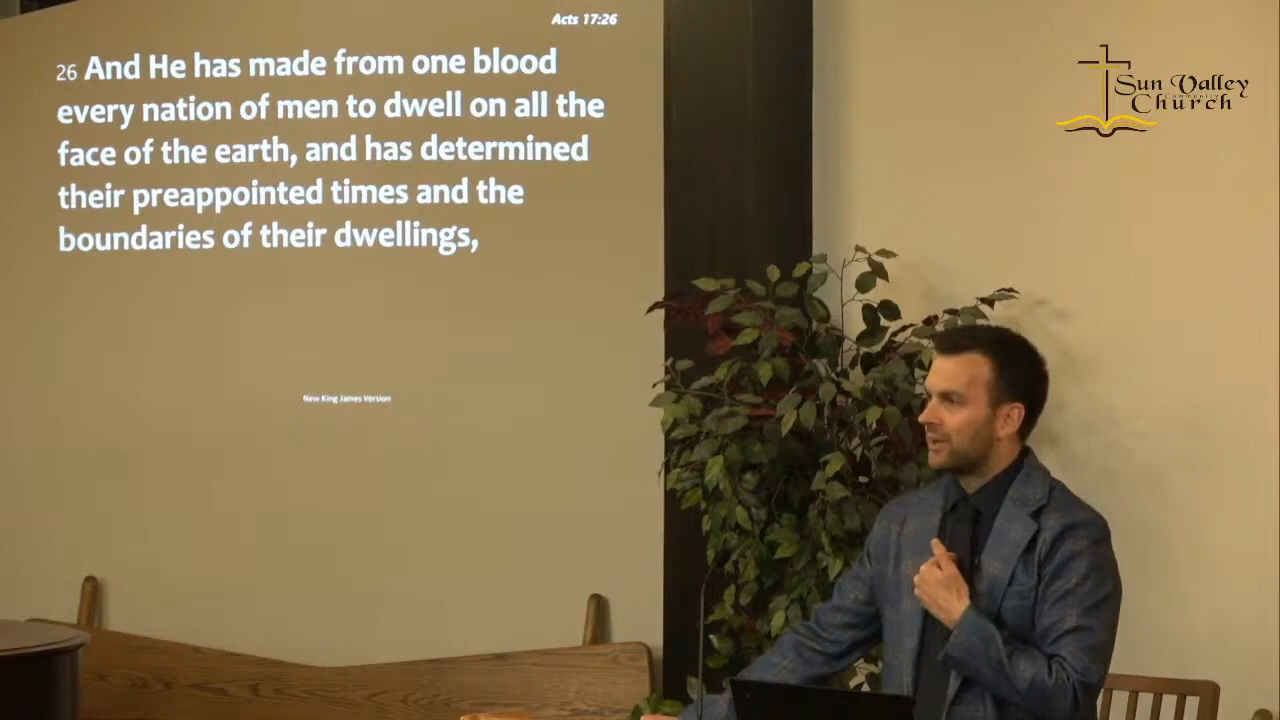 Acts 17:26
26 And He has made from one blood
every nation of men to dwell on all the
face of the earth, and has determined
their preappointed times and the
boundaries of their dwellings,
New King James Version
Sun Valley
Community
Church